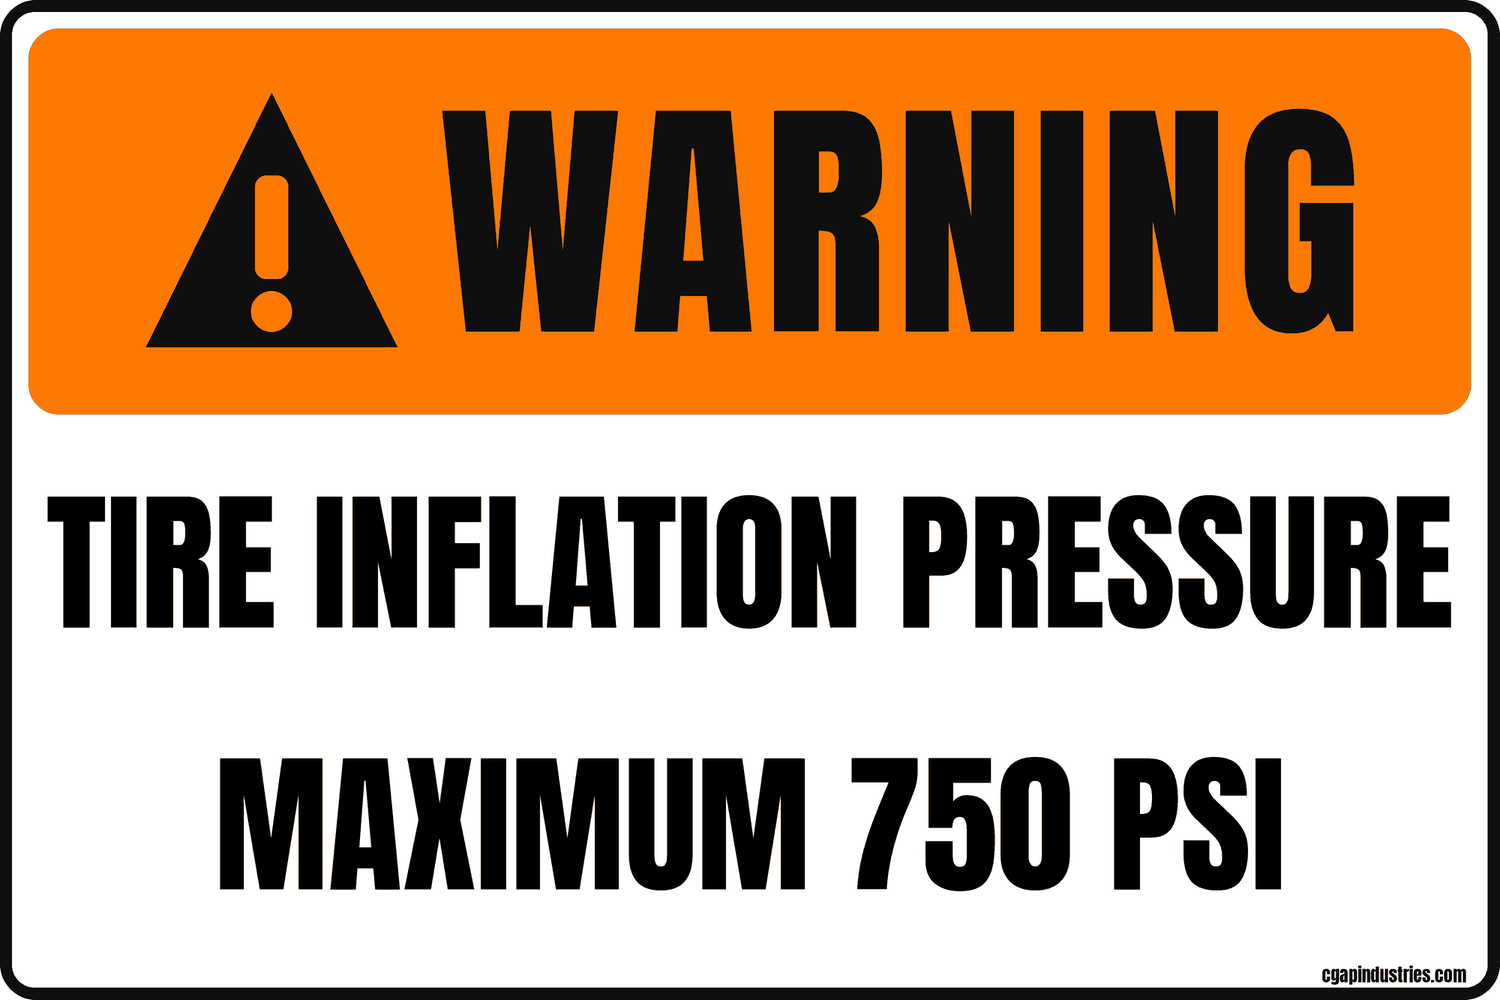 WARNING
TIRE INFLATION PRESSURE
MAXIMUM 750 PSI
cgapindustries.com